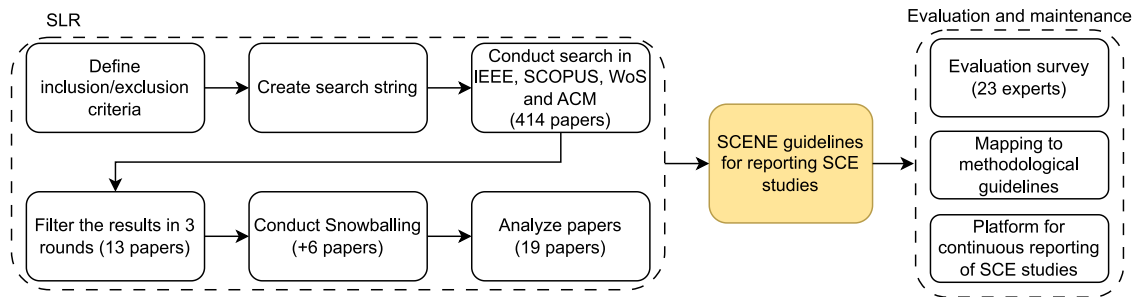 SLR
Define
inclusion/exclusion
criteria
Create search string
Conduct search in
IEEE, SCOPUS, WoS
and ACM
(414 papers)
Filter the results in 3
rounds (13 papers)
Conduct Snowballing
(+6 papers)
Analyze papers
(19 papers)
SCENE guidelines
for reporting SCE
studies
Evaluation and maintenance
Evaluation survey
(23 experts)
Mapping to
methodological
guidelines
Platform for
continuous reporting
of SCE studies